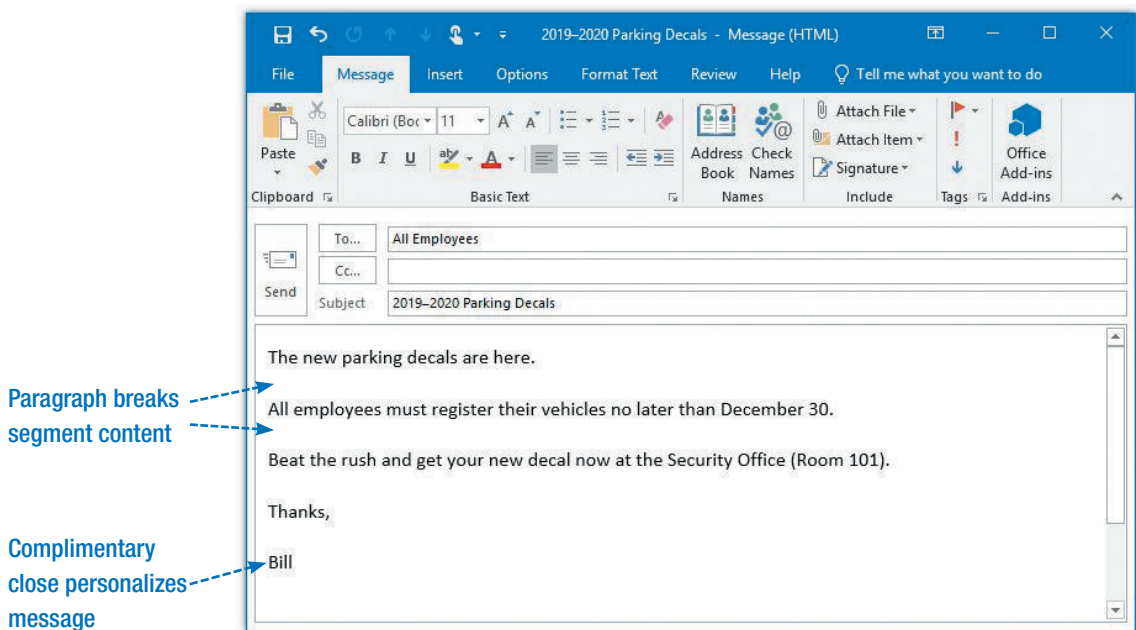 2019–2020 Parking Decals - Message (HTML)
File Message Insert Options Format Text Review Help Tell me what you want to do
Calibri (Boc 11 A A
Paste
B I U aby A
Address Book
Check Names
Attach File
Attach Item
Signature
Office Add-ins
Clipboard Basic Text Names Include Tags Add-ins
To... All Employees
Cc...
Send
Subject 2019–2020 Parking Decals
The new parking decals are here.
Paragraph breaks
segment content
All employees must register their vehicles no later than December 30.
Beat the rush and get your new decal now at the Security Office (Room 101).
Thanks,
Complimentary
close personalizes
message
Bill